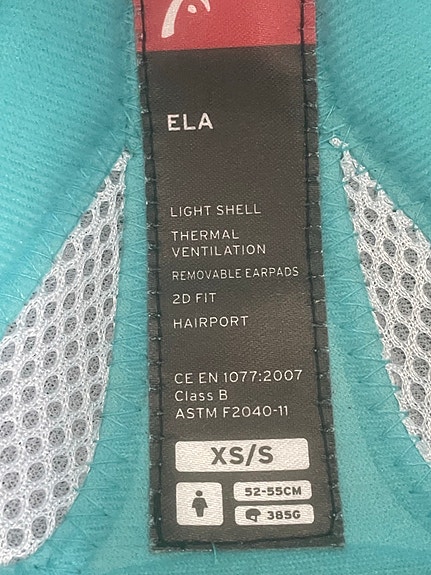 ELA
LIGHT SHELL
THERMAL
VENTILATION
REMOVABLE EARPADS
2D FIT
HAIRPORT
CE EN 1077:2007
Class B
ASTM F2040-11
XS/S
52-55CM
385G